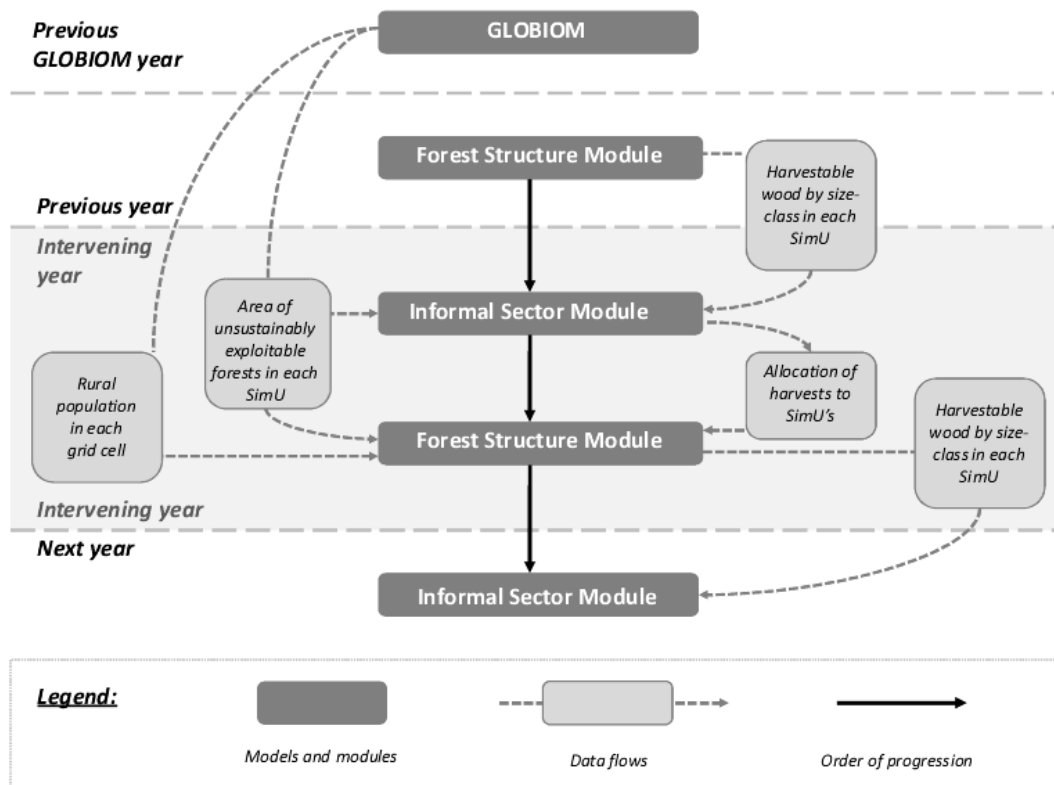 Previous
GLOBIOM year
GLOBIOM
Forest Structure Module
Harvestable
wood by size-
class in each
SimU
Previous year
Intervening
year
Area of
unsustainably
exploitable
forests in each
SimU
Informal Sector Module
Rural
population
in each
grid cell
Allocation of
harvests to
SimU's
Forest Structure Module
Harvestable
wood by size-
class in each
SimU
Intervening year
Next year
Informal Sector Module
Legend:
Models and modules
Data flows
Order of progression